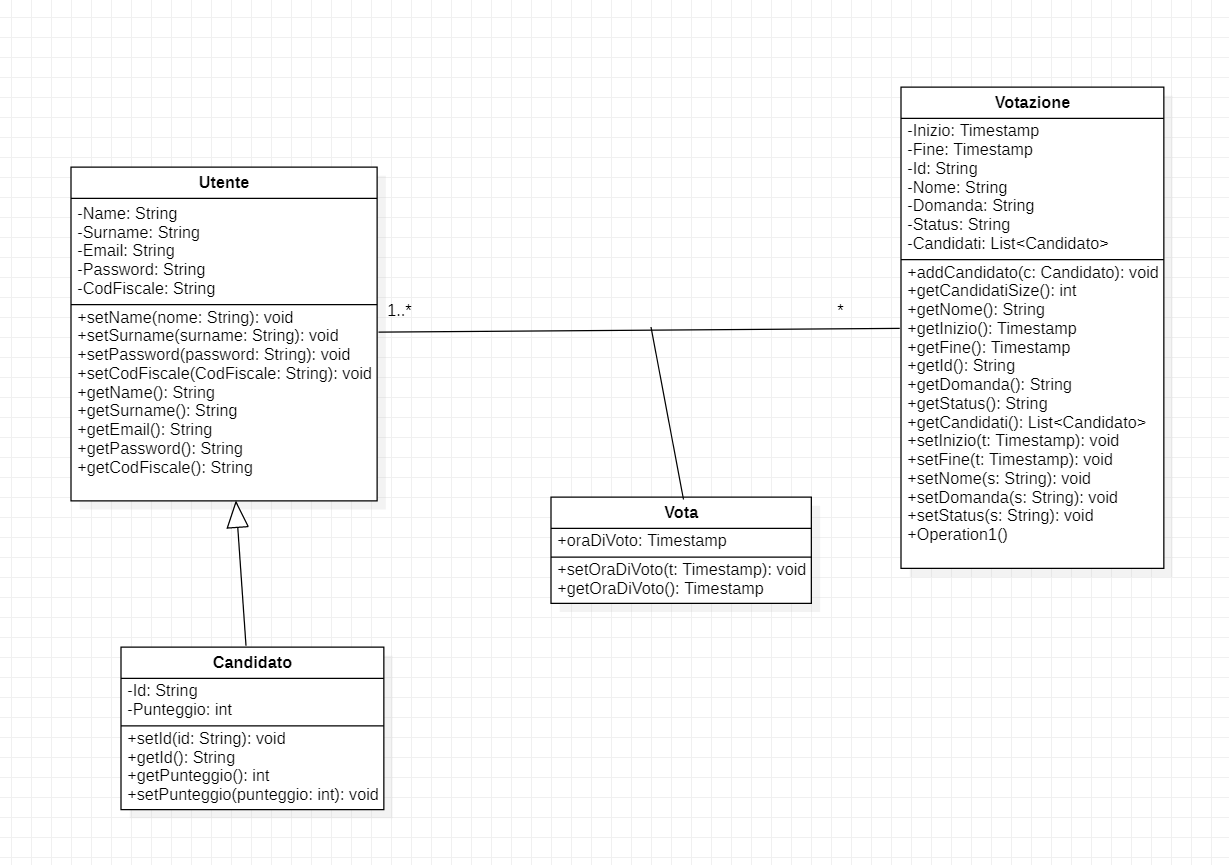 Utente
-Name: String
-Surname: String
-Email: String
-Password: String
-CodFiscale: String
+setName(nome: String): void
+setSurname(surname: String): void
+setPassword(password: String): void
+setCodFiscale(CodFiscale: String): void
+getName(): String
+getSurname(): String
+getEmail(): String
+getPassword(): String
+getCodFiscale(): String
1..*
*
Votazione
-Inizio: Timestamp
-Fine: Timestamp
-Id: String
-Nome: String
-Domanda: String
-Status: String
-Candidati: List<Candidato>
+addCandidato(c: Candidato): void
+getCandidatiSize(): int
+getNome(): String
+getInizio(): Timestamp
+getFine(): Timestamp
+getId(): String
+getDomanda(): String
+getStatus(): String
+getCandidati(): List<Candidato>
+setInizio(t: Timestamp): void
+setFine(t: Timestamp): void
+setNome(s: String): void
+setDomanda(s: String): void
+setStatus(s: String): void
+Operation1()
Vota
+oraDiVoto: Timestamp
+setOraDiVoto(t: Timestamp): void
+getOraDiVoto(): Timestamp
Candidato
-Id: String
-Punteggio: int
+setId(id: String): void
+getId(): String
+getPunteggio(): int
+setPunteggio(punteggio: int): void